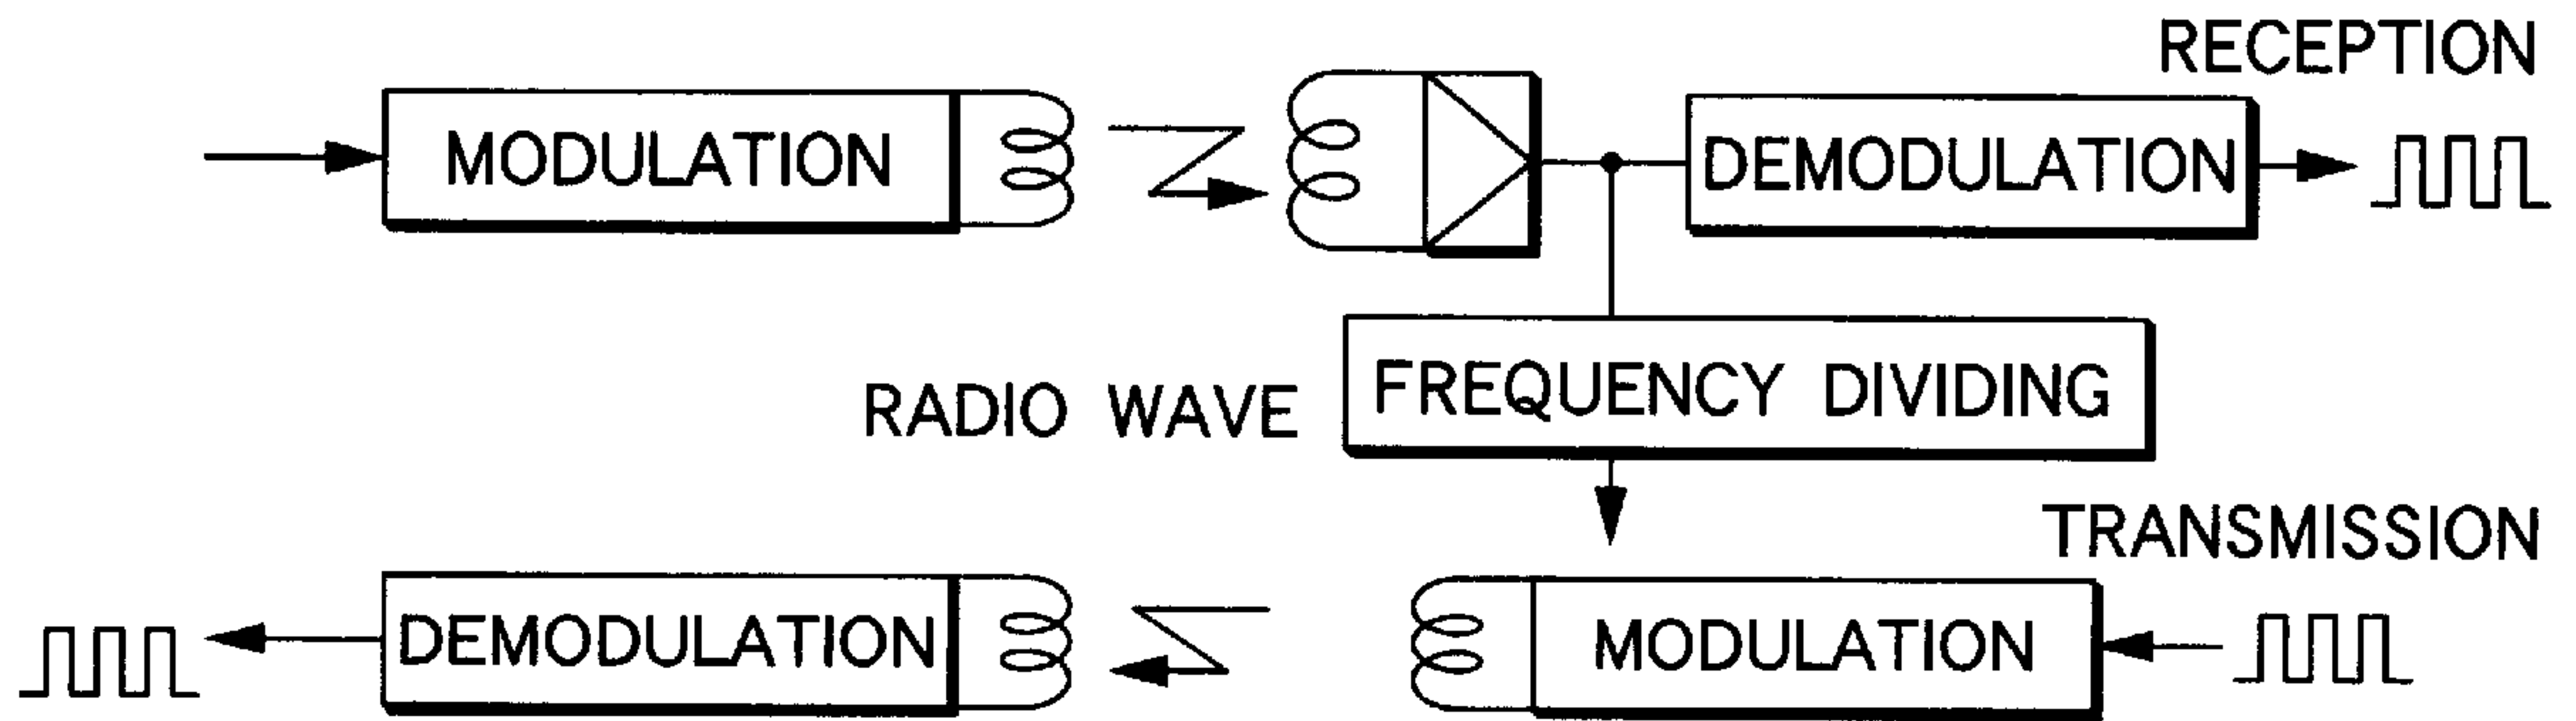 RECEPTION
MODULATION
DEMODULATION
RADIO WAVE
FREQUENCY DIVIDING
TRANSMISSION
DEMODULATION
MODULATION